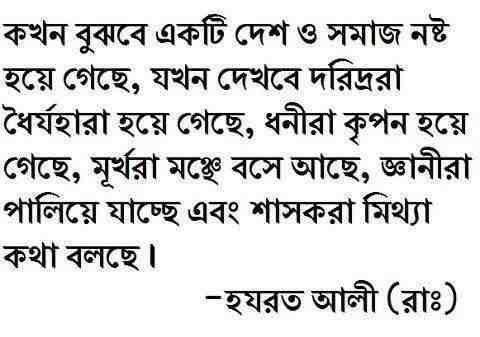 কখন বুঝবে একটি দেশ ও সমাজ নষ্ট
হয়ে গেছে, যখন দেখবে দরিদ্ররা
ধৈর্যহারা হয়ে গেছে, ধনীরা কৃপন হয়ে
গেছে, মূর্খরা মঞ্ছে বসে আছে, জ্ঞানীরা
পালিয়ে যাচ্ছে এবং শাসকরা মিথ্যা
কথা বলছে।
-হযরত আলী (রাঃ)